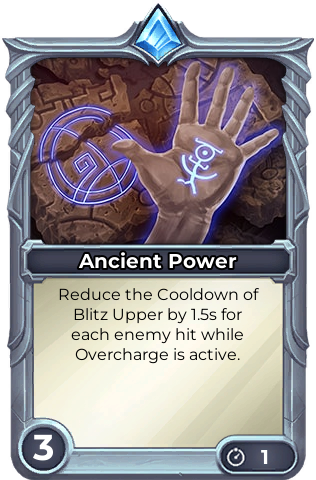 Ancient Power
Reduce the Cooldown of
Blitz Upper by 1.5s for
each enemy hit while
Overcharge is active.
3
1